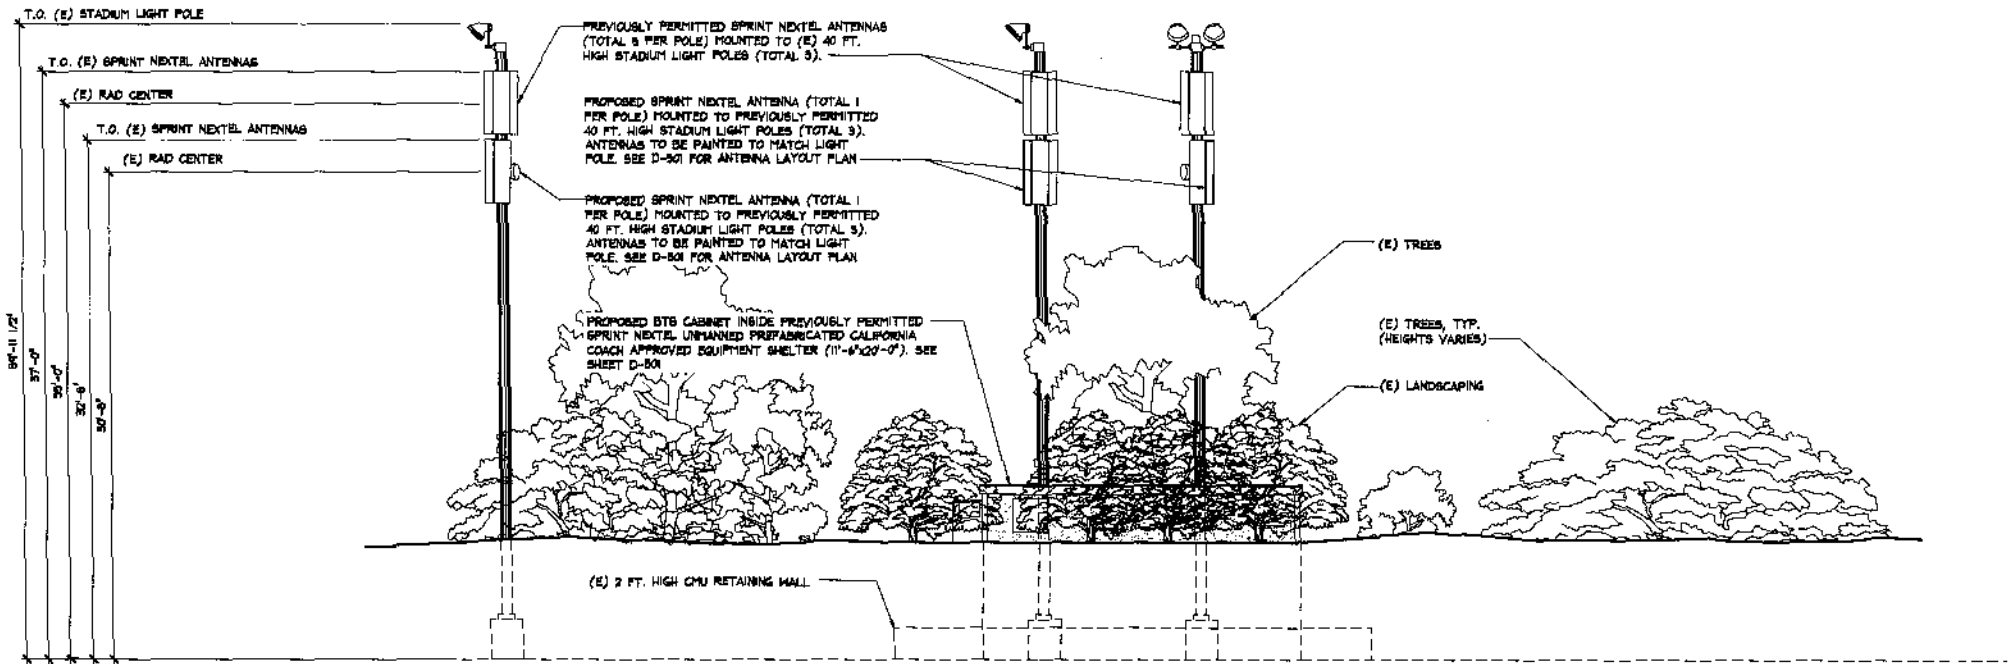 T.O. (E) STADIUM LIGHT POLE
T.O. (E) SPRINT NEXTEL ANTENNAS
(E) RAD CENTER
T.O. (E) SPRINT NEXTEL ANTENNAS
(E) RAD CENTER
37'-0"
32'-8"
30'-8"
PREVIOUSLY PERMITTED SPRINT NEXTEL ANTENNAS
(TOTAL PER POLE) MOUNTED TO (E) 40 FT.
HIGH STADIUM LIGHT POLES (TOTAL 3).
PROPOSED SPRINT NEXTEL ANTENNA (TOTAL 1
PER POLE) MOUNTED TO PREVIOUSLY PERMITTED
40 FT. HIGH STADIUM LIGHT POLES (TOTAL 3).
ANTENNAS TO BE PAINTED TO MATCH LIGHT
POLE. SEE D-501 FOR ANTENNA LAYOUT PLAN
PROPOSED SPRINT NEXTEL ANTENNA (TOTAL 1
PER POLE) MOUNTED TO PREVIOUSLY PERMITTED
40 FT. HIGH STADIUM LIGHT POLES (TOTAL 3).
ANTENNAS TO BE PAINTED TO MATCH LIGHT
POLE. SEE D-501 FOR ANTENNA LAYOUT PLAN
PROPOSED BTS CABINET INSIDE PREVIOUSLY PERMITTED
SPRINT NEXTEL UNMANNED PREFABRICATED CALIFORNIA
COACH APPROVED EQUIPMENT SHELTER (11'-6"x20'-0"). SEE
SHEET D-501
(E) TREES
(E) TREES, TYP.
(HEIGHTS VARIES)
(E) LANDSCAPING
(E) 2 FT. HIGH CMU RETAINING WALL